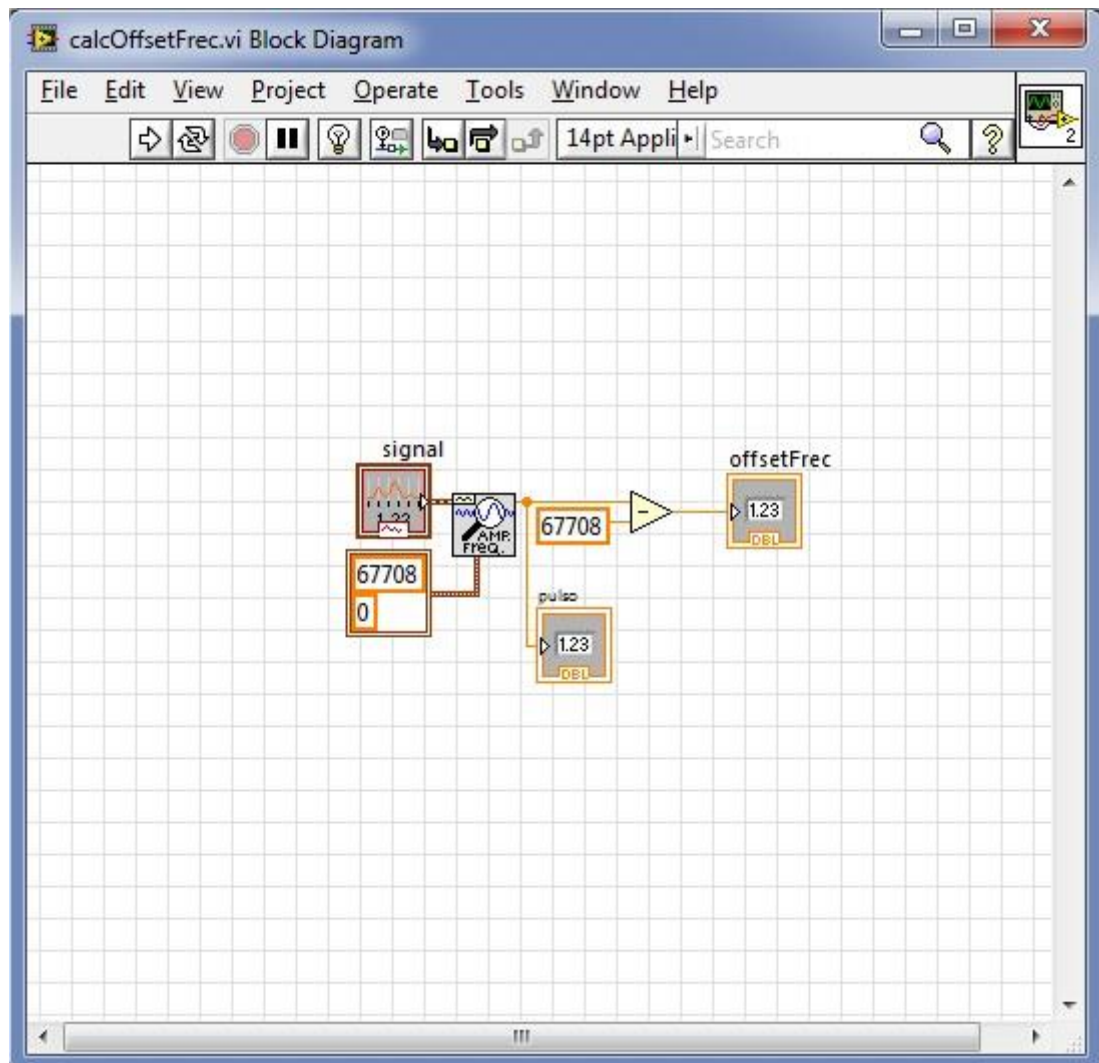 calcOffsetFrec.vi Block Diagram
File Edit View Project Operate Tools Window Help
14pt Appli Search
2
signal
offsetFrec
AMP.
Freq.
67708
1.23
DBL
67708
0
pulso
1.23
DBL